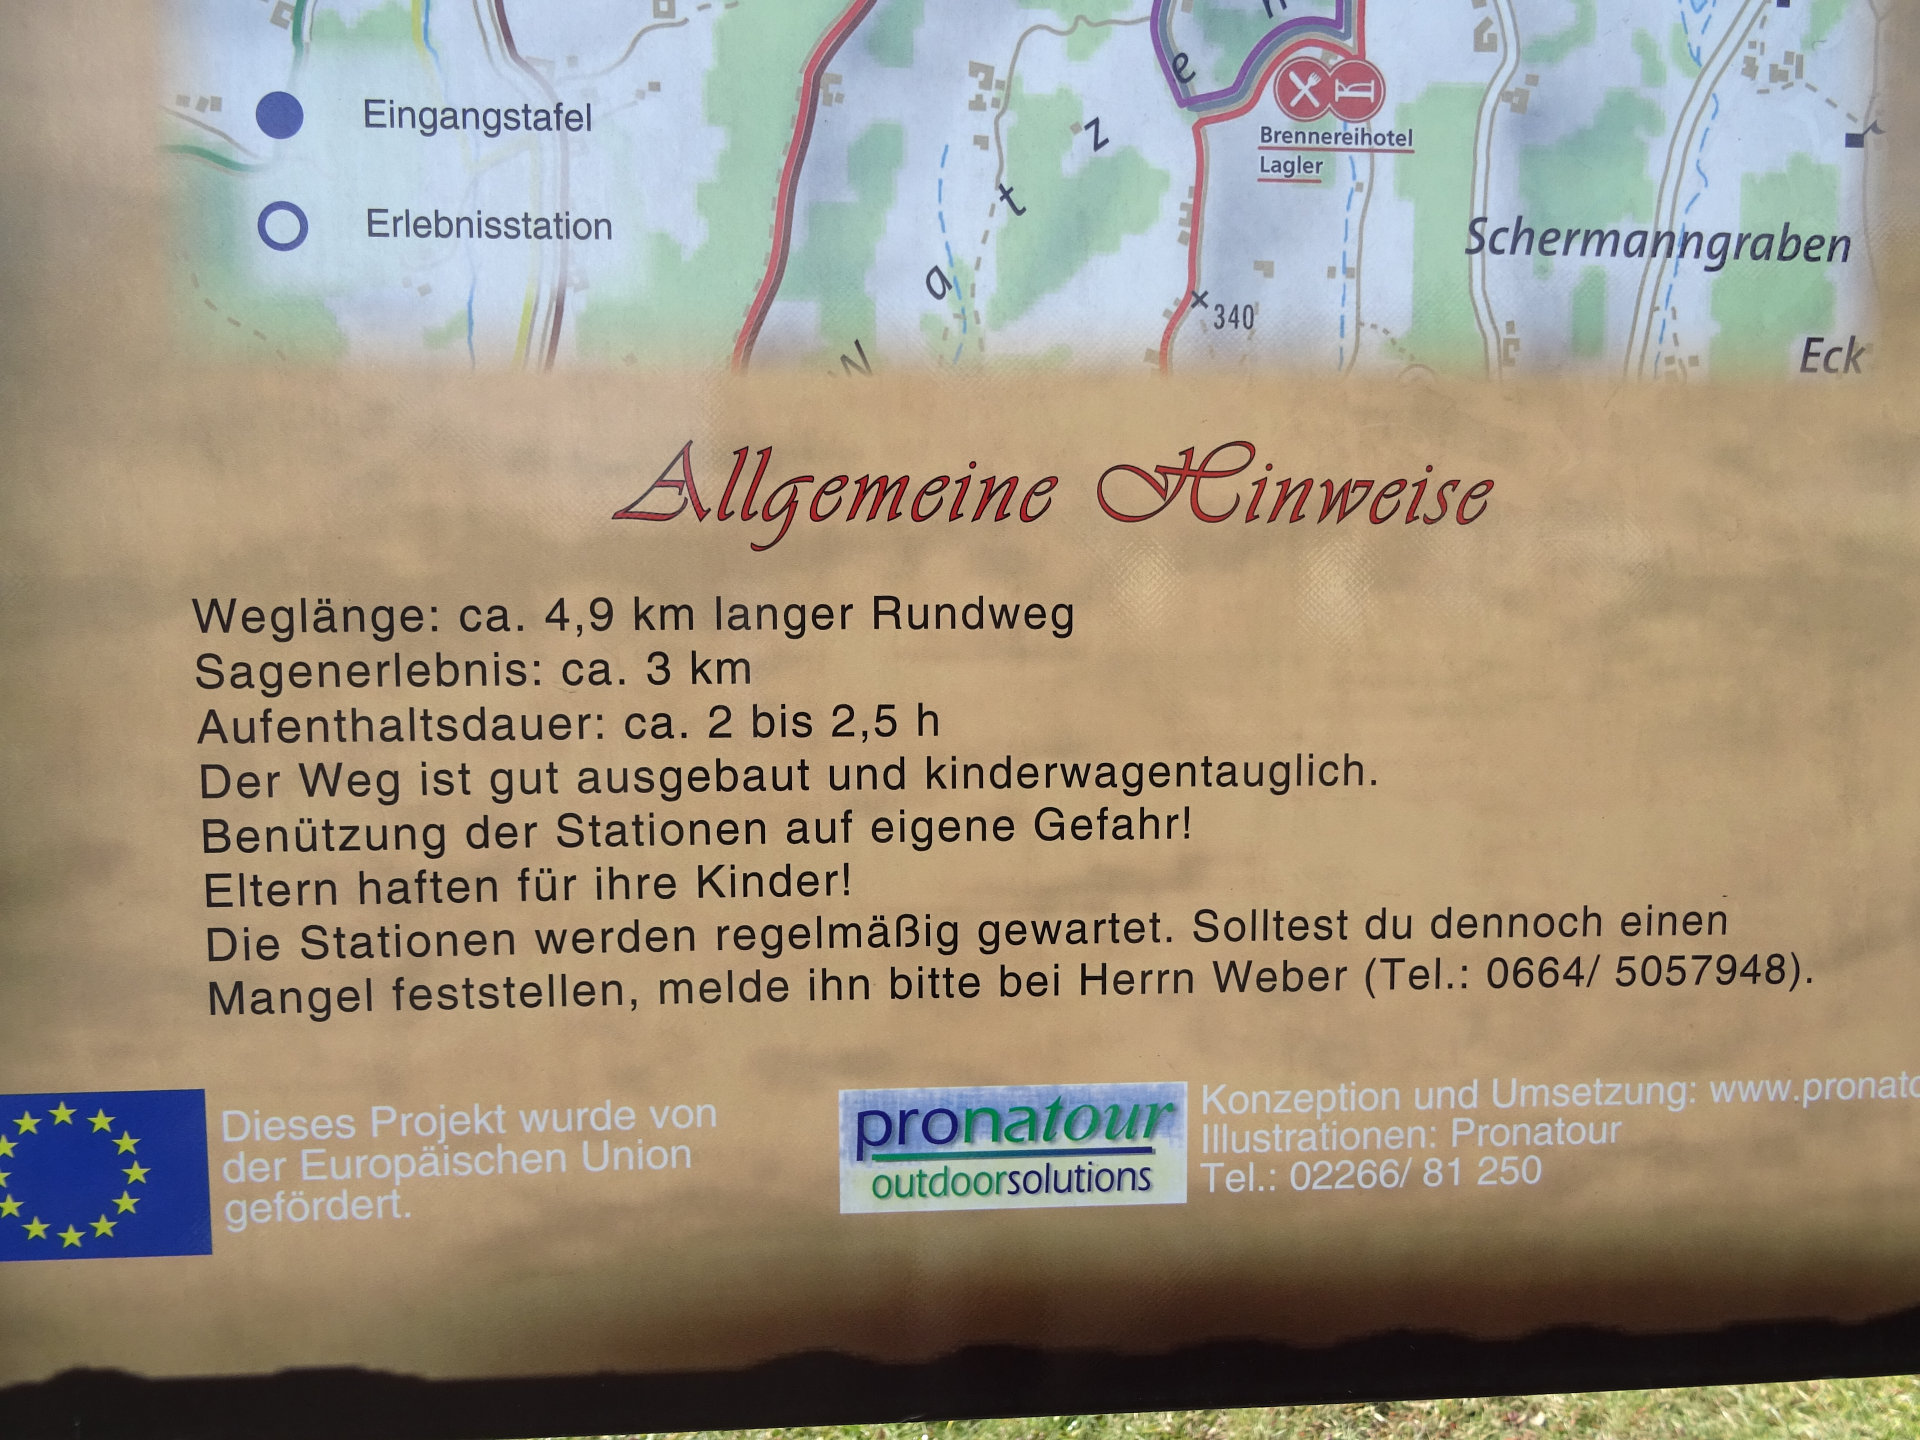 Eingangstafel
Erlebnisstation
Brennereihotel
Lagler
Schermanngraben
340
Eck
Allgemeine Hinweise
Weglänge: ca. 4,9 km langer Rundweg
Sagenerlebnis: ca. 3 km
Aufenthaltsdauer: ca. 2 bis 2,5 h
Der Weg ist gut ausgebaut und kinderwagentauglich.
Benützung der Stationen auf eigene Gefahr!
Eltern haften für ihre Kinder!
Die Stationen werden regelmäßig gewartet. Solltest du dennoch einen
Mangel feststellen, melde ihn bitte bei Herrn Weber (Tel.: 0664/ 5057948).
Dieses Projekt wurde von
der Europäischen Union
gefördert.
pronatour
outdoorsolutions
Konzeption und Umsetzung:
Illustrationen: Pronatour
Tel.: 02266/ 81 250